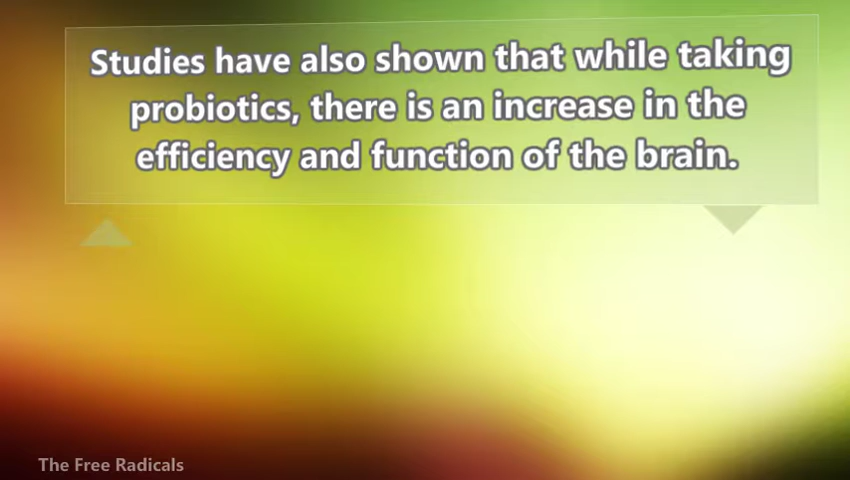 Studies have also shown that while taking
probiotics, there is an increase in the
efficiency and function of the brain.
The Free Radicals